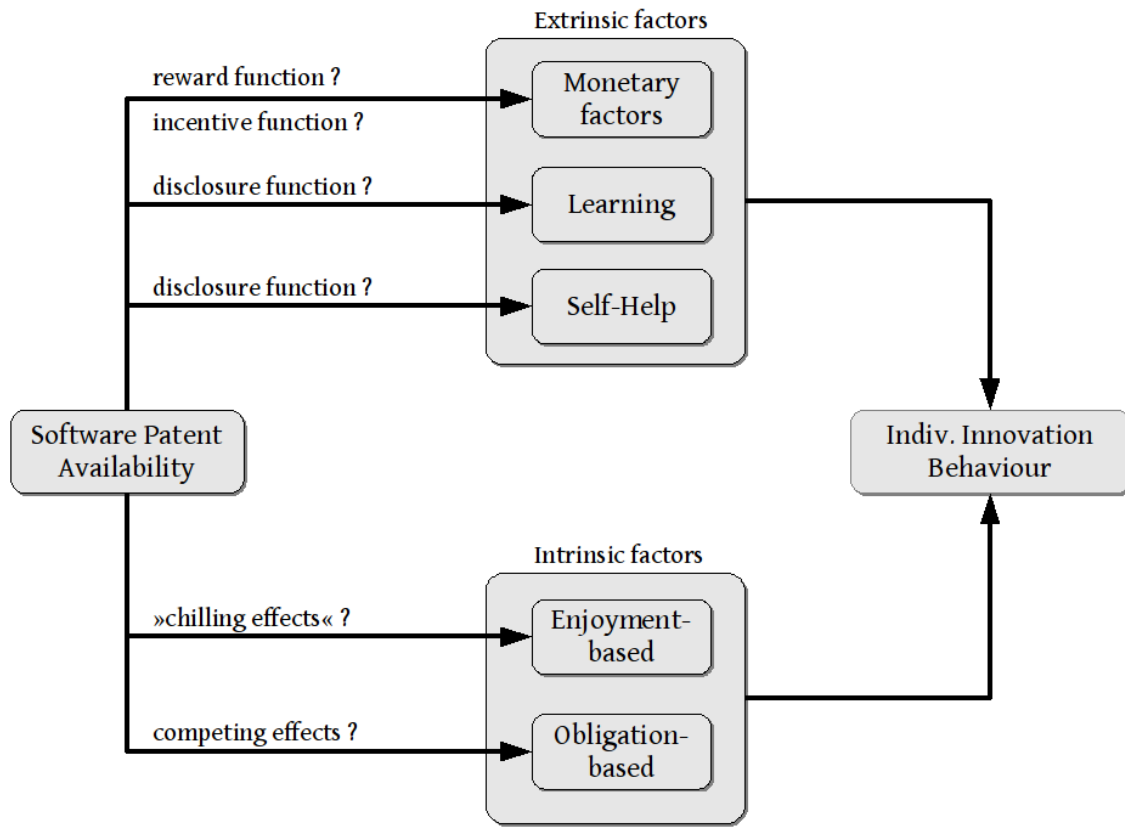 Extrinsic factors
reward function ?
incentive function ?
Monetary
factors
disclosure function ?
Learning
disclosure function ?
Self-Help
Software Patent
Availability
Indiv. Innovation
Behaviour
Intrinsic factors
»chilling effects« ?
Enjoyment-
based
competing effects ?
Obligation-
based